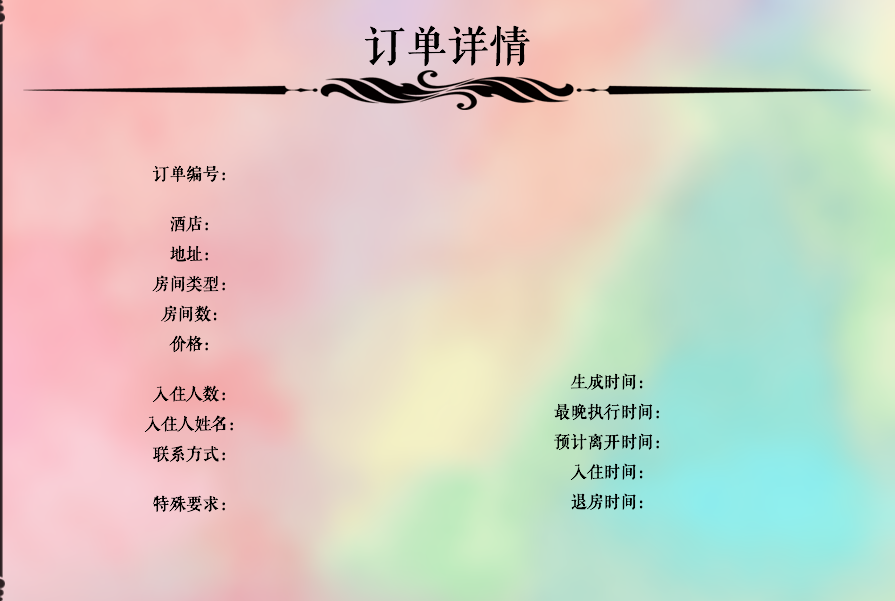 订单详情
订单编号:
酒店:
地址:
房间类型:
房间数:
价格:
入住人数:
入住人姓名:
联系方式:
特殊要求:
生成时间:
最晚执行时间:
预计离开时间:
入住时间:
退房时间: